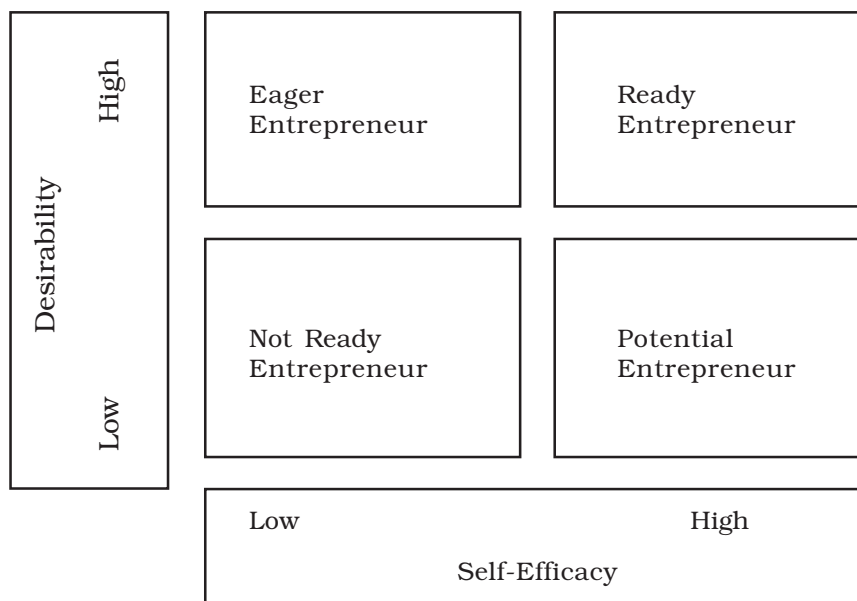 High
Desirability
Low
Eager
Entrepreneur
Ready
Entrepreneur
Not Ready
Entrepreneur
Potential
Entrepreneur
Low
High
Self-Efficacy